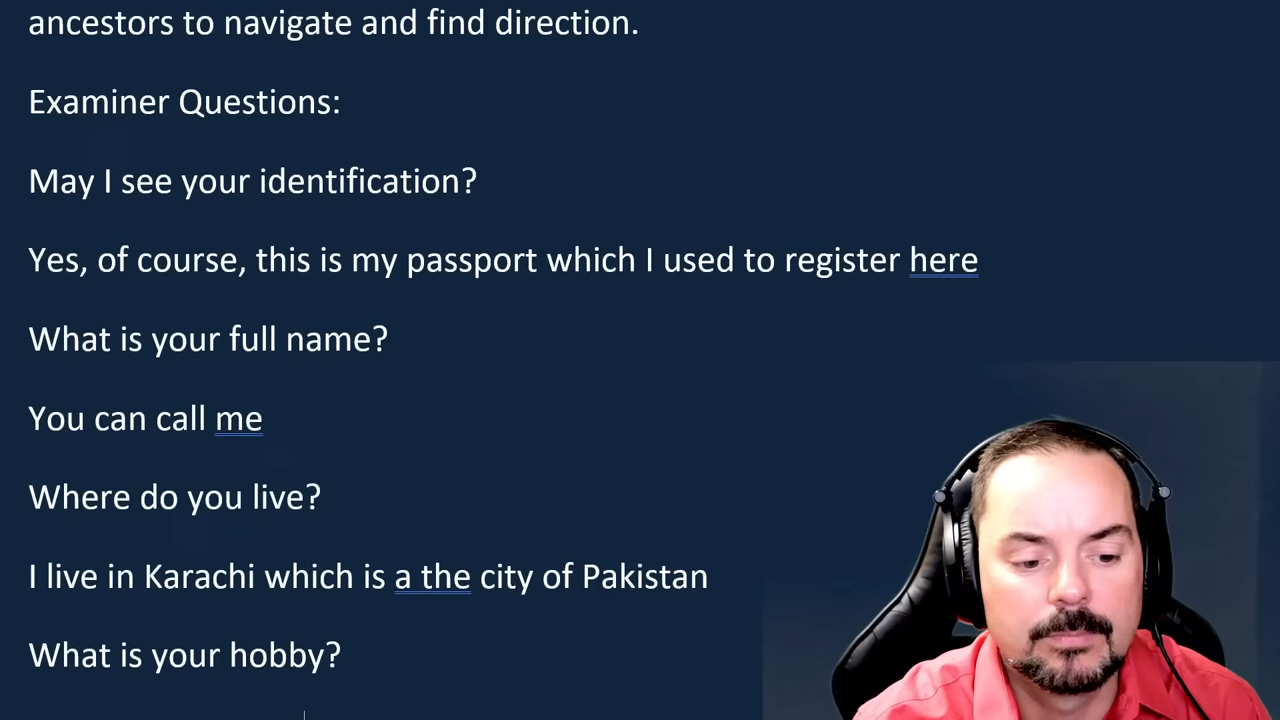 ancestors to navigate and find direction.
Examiner Questions:
May I see your identification?
Yes, of course, this is my passport which I used to register here
What is your full name?
You can call me
Where do you live?
I live in Karachi which is a the city of Pakistan
What is your hobby?